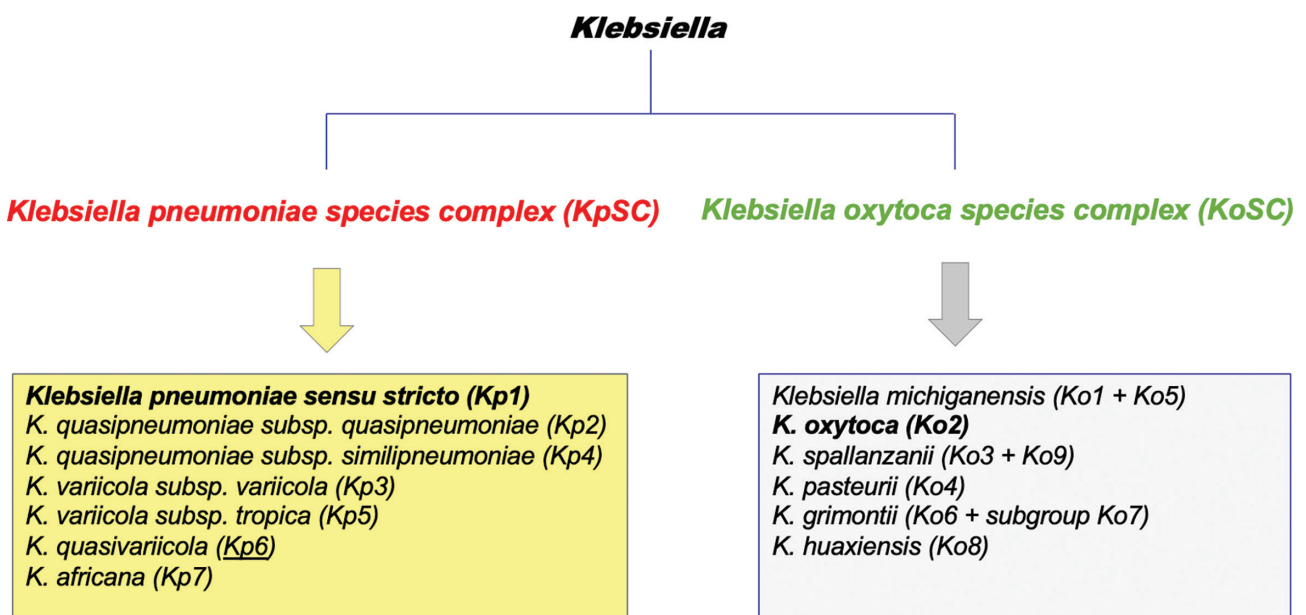 Klebsiella
Klebsiella pneumoniae species complex (KpSC)
Klebsiella oxytoca species complex (KoSC)
Klebsiella pneumoniae sensu stricto (Kp1)
K. quasipneumoniae subsp. quasipneumoniae (Kp2)
K. quasipneumoniae subsp. similipneumoniae (Kp4)
K. variicola subsp. variicola (Kp3)
K. variicola subsp. tropica (Kp5)
K. quasivariicola (Kp6)
K. africana (Kp7)
Klebsiella michiganensis (Ko1 + Ko5)
K. oxytoca (Ko2)
K. spallanzanii (Ko3 + Ko9)
K. pasteurii (Ko4)
K. grimontii (Ko6 + subgroup Ko7)
K. huaxiensis (Ko8)